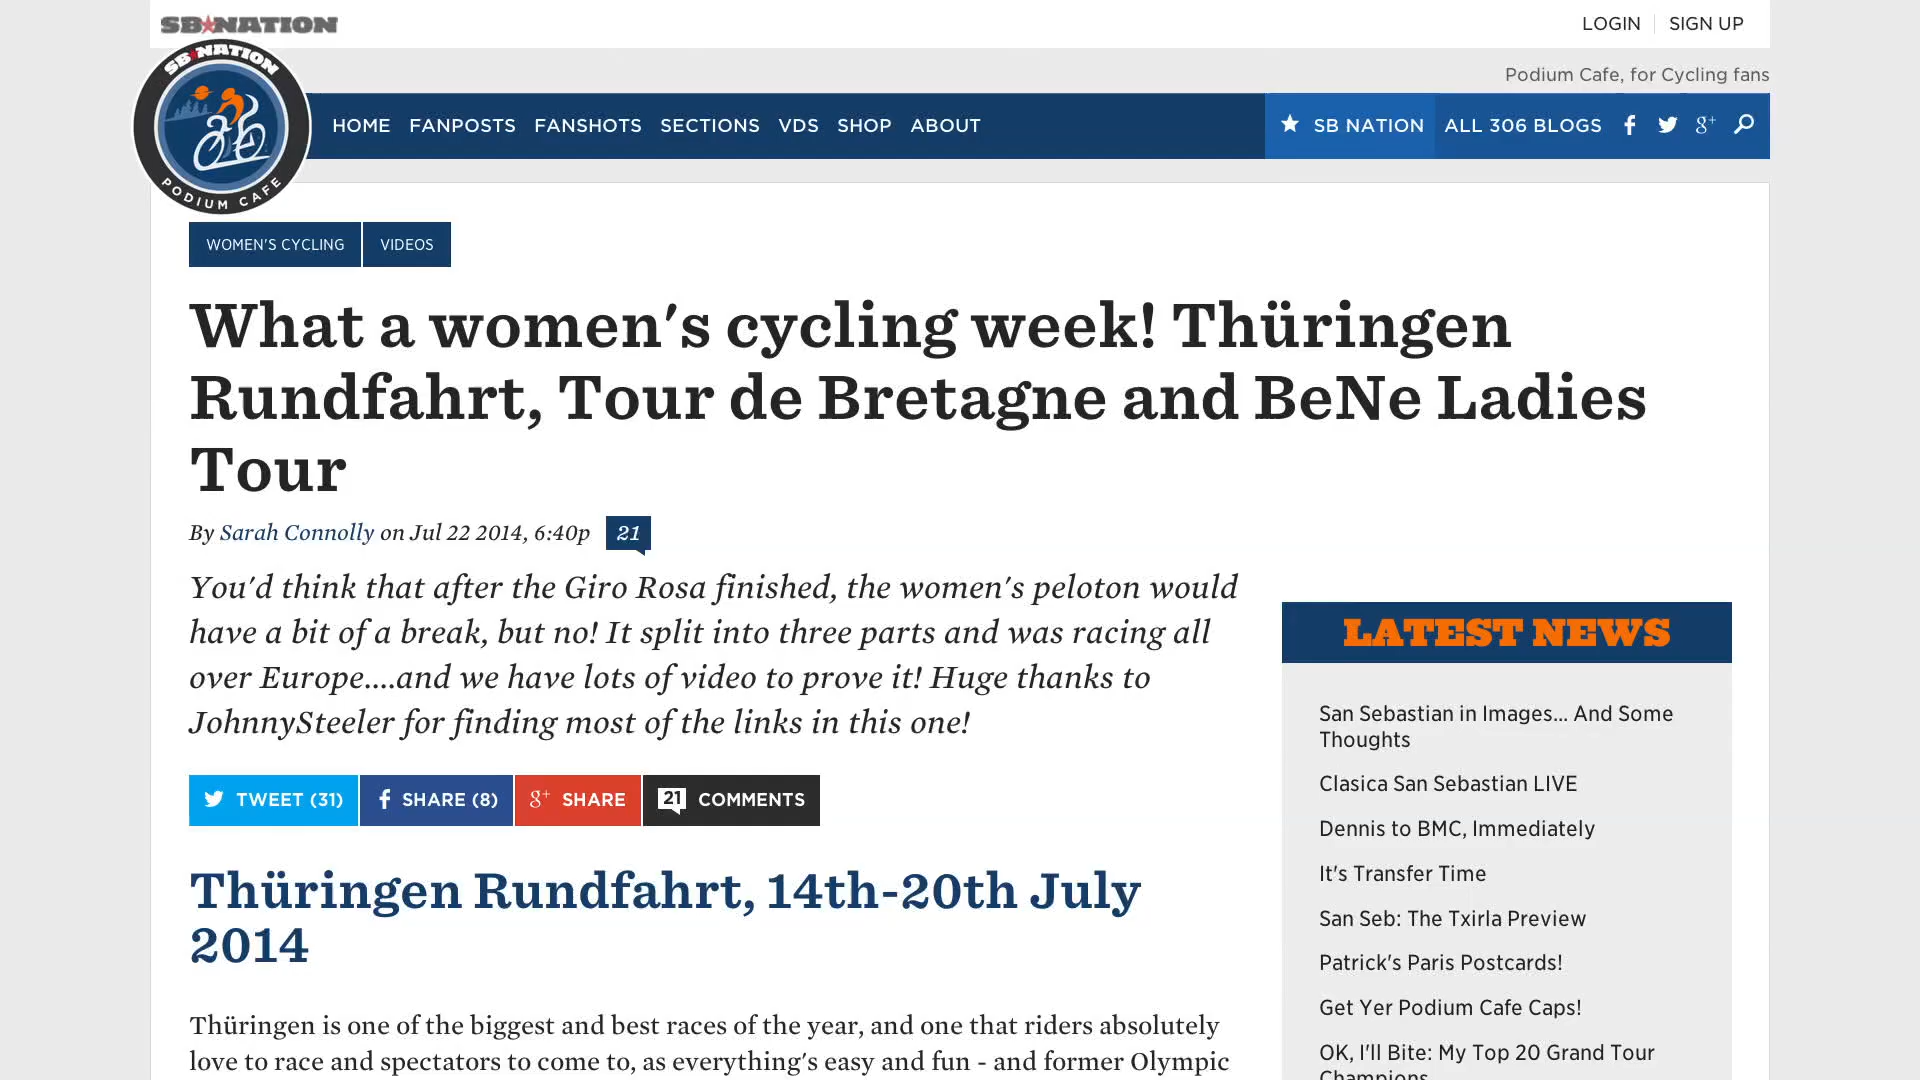 SB NATION
LOGIN
SIGN UP
SB NATION
PODIUM CAFE
Podium Cafe, for Cycling fans
HOME FANPOSTS FANSHOTS SECTIONS VDS SHOP ABOUT
SB NATION ALL 306 BLOGS
WOMEN'S CYCLING
VIDEOS
What a women's cycling week! Thüringen
Rundfahrt, Tour de Bretagne and BeNe Ladies
Tour
By Sarah Connolly on Jul 22 2014, 6:40p 21
You'd think that after the Giro Rosa finished, the women's peloton would
have a bit of a break, but no! It split into three parts and was racing all
over Europe....and we have lots of video to prove it! Huge thanks to
JohnnySteeler for finding most of the links in this one!
TWEET (31)
SHARE (8)
g+ SHARE
21 COMMENTS
Thüringen Rundfahrt, 14th-20th July
2014
Thüringen is one of the biggest and best races of the year, and one that riders absolutely
love to race and spectators to come to, as everything's easy and fun - and former Olympic
LATEST NEWS
San Sebastian in Images... And Some
Thoughts
Clasica San Sebastian LIVE
Dennis to BMC, Immediately
It's Transfer Time
San Seb: The Txirla Preview
Patrick's Paris Postcards!
Get Yer Podium Cafe Caps!
OK, I'll Bite: My Top 20 Grand Tour
Champions